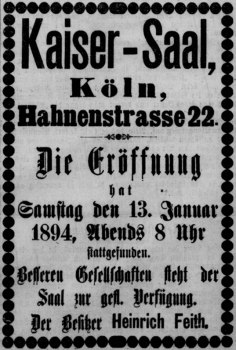 Kaiser-Saal,
Köln,
Hahnenstrasse 22.
Die Eröffnung
hat
Samstag den 13. Januar
1894, Abends 8 Uhr
stattgefunden.
Besseren Gesellschaften steht der
Saal zur gefl. Verfügung.
Der Besitzer Heinrich Feith.